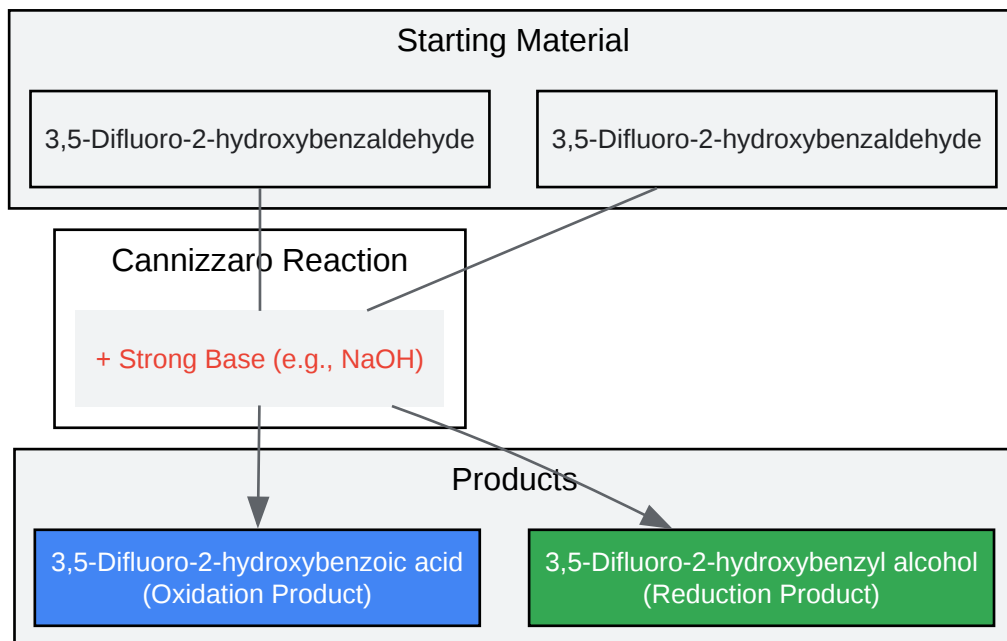 Starting Material
3,5-Difluoro-2-hydroxybenzaldehyde
3,5-Difluoro-2-hydroxybenzaldehyde
Cannizzaro Reaction
+ Strong Base (e.g., NaOH)
Products
3,5-Difluoro-2-hydroxybenzoic acid
(Oxidation Product)
3,5-Difluoro-2-hydroxybenzyl alcohol
(Reduction Product)